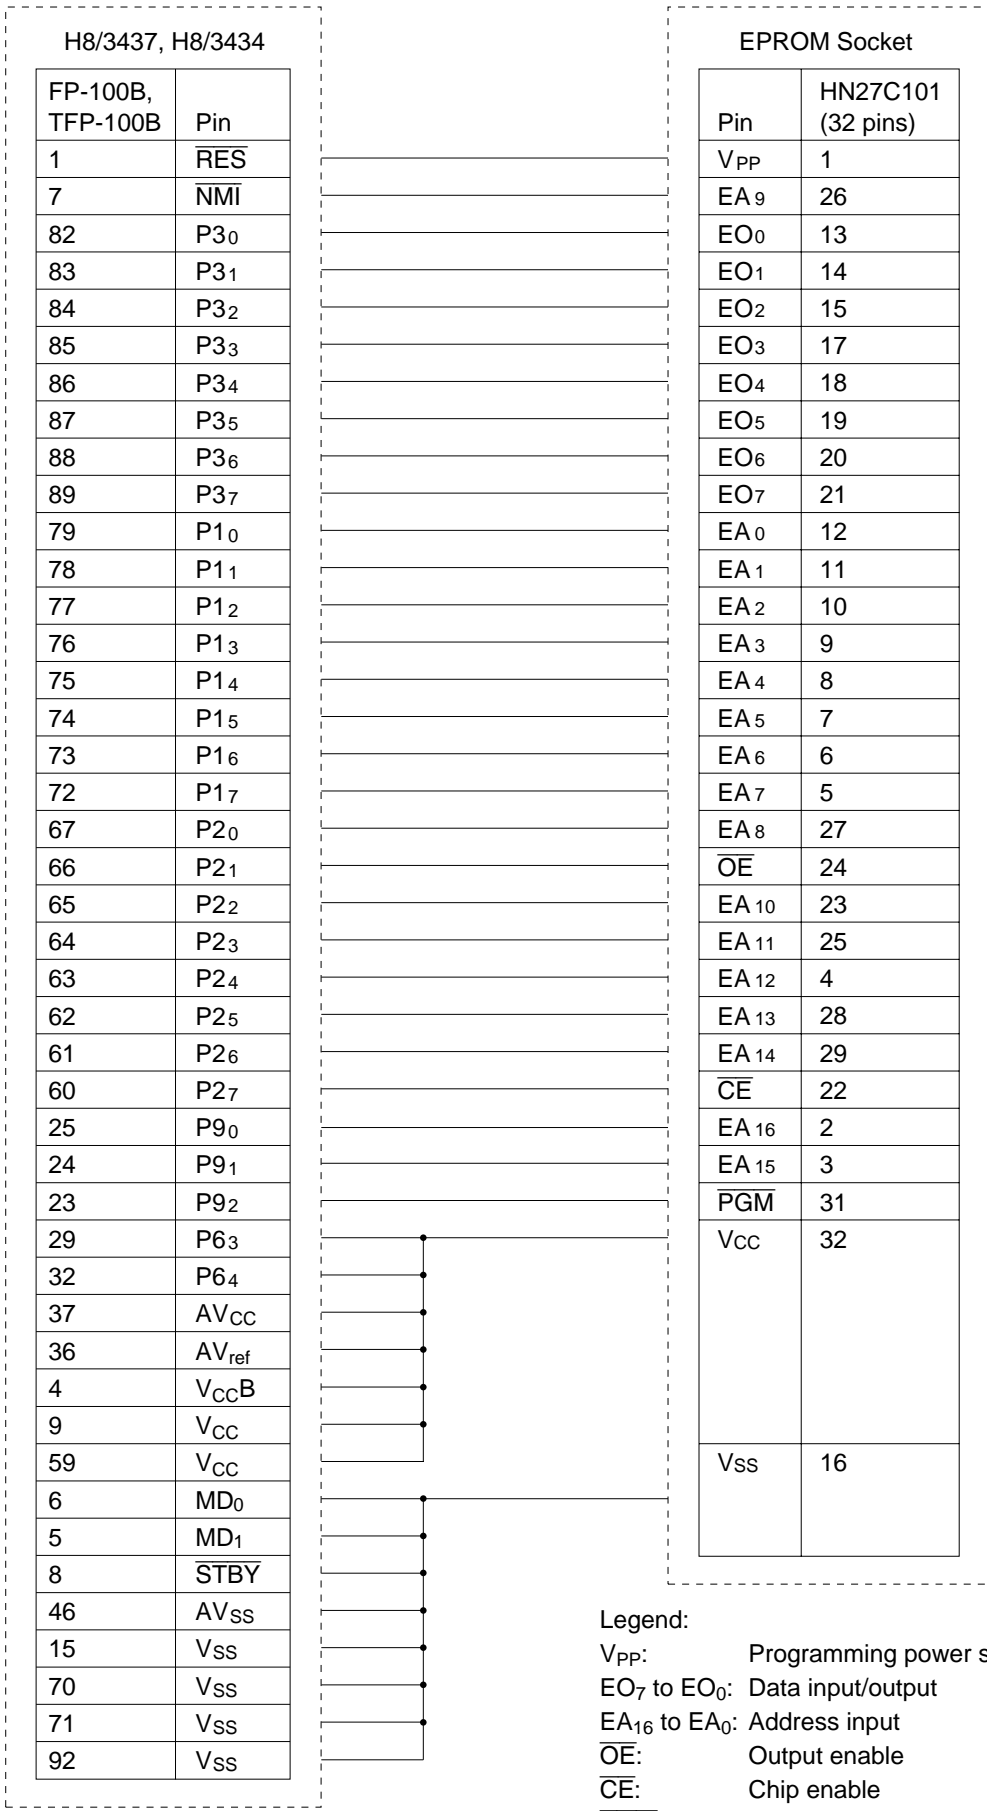 H8/3437, H8/3434
FP-100B, TFP-100B Pin
1 R̅E̅S̅
7 N̅M̅I̅
82 P3₀
83 P3₁
84 P3₂
85 P3₃
86 P3₄
87 P3₅
88 P3₆
89 P3₇
79 P1₀
78 P1₁
77 P1₂
76 P1₃
75 P1₄
74 P1₅
73 P1₆
72 P1₇
67 P2₀
66 P2₁
65 P2₂
64 P2₃
63 P2₄
62 P2₅
61 P2₆
60 P2₇
25 P9₀
24 P9₁
23 P9₂
29 P6₃
32 P6₄
37 AVCC
36 AVref
4 VCCB
9 VCC
59 VCC
6 MD₀
5 MD₁
8 S̅T̅B̅Y̅
46 AVSS
15 VSS
70 VSS
71 VSS
92 VSS
EPROM Socket
Pin HN27C101 (32 pins)
VPP 1
EA₉ 26
EO₀ 13
EO₁ 14
EO₂ 15
EO₃ 17
EO₄ 18
EO₅ 19
EO₆ 20
EO₇ 21
EA₀ 12
EA₁ 11
EA₂ 10
EA₃ 9
EA₄ 8
EA₅ 7
EA₆ 6
EA₇ 5
EA₈ 27
O̅E̅ 24
EA₁₀ 23
EA₁₁ 25
EA₁₂ 4
EA₁₃ 28
EA₁₄ 29
C̅E̅ 22
EA₁₆ 2
EA₁₅ 3
P̅G̅M̅ 31
VCC 32
VSS 16
Legend:
VPP: Programming power s
EO₇ to EO₀: Data input/output
EA₁₆ to EA₀: Address input
O̅E̅: Output enable
C̅E̅: Chip enable